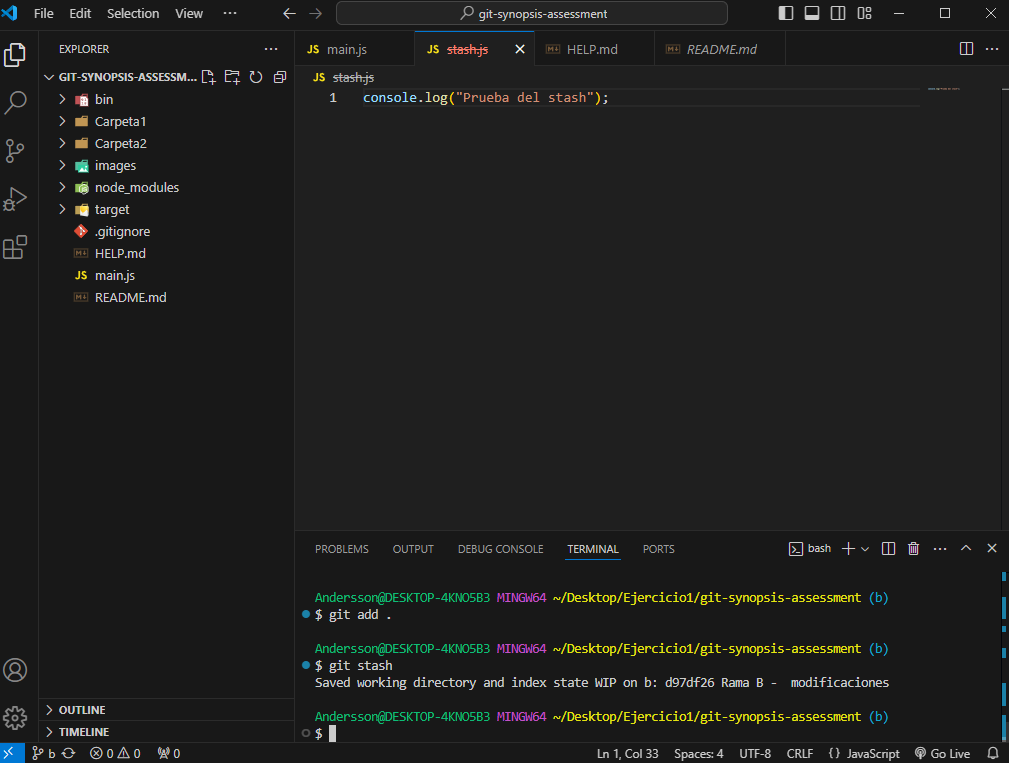 File Edit Selection View ··· git-synopsis-assessment
EXPLORER ···
GIT-SYNOPSIS-ASSESSM...
bin
Carpeta1
Carpeta2
images
node_modules
target
.gitignore
HELP.md
JS main.js
README.md
OUTLINE
TIMELINE
JS main.js JS stash.js HELP.md README.md ···
JS stash.js
1 console.log("Prueba del stash");
PROBLEMS OUTPUT DEBUG CONSOLE TERMINAL PORTS bash ···
Andersson@DESKTOP-4KNO5B3 MINGW64 ~/Desktop/Ejercicio1/git-synopsis-assessment (b)
$ git add .
Andersson@DESKTOP-4KNO5B3 MINGW64 ~/Desktop/Ejercicio1/git-synopsis-assessment (b)
$ git stash
Saved working directory and index state WIP on b: d97df26 Rama B -  modificaciones
Andersson@DESKTOP-4KNO5B3 MINGW64 ~/Desktop/Ejercicio1/git-synopsis-assessment (b)
$
b 0 0 0 Ln 1, Col 33 Spaces: 4 UTF-8 CRLF {} JavaScript Go Live